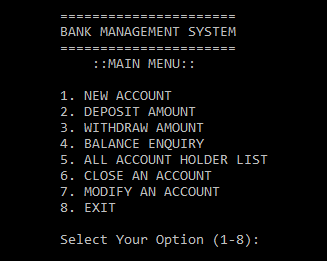 ======================
BANK MANAGEMENT SYSTEM
======================
::MAIN MENU::
1. NEW ACCOUNT
2. DEPOSIT AMOUNT
3. WITHDRAW AMOUNT
4. BALANCE ENQUIRY
5. ALL ACCOUNT HOLDER LIST
6. CLOSE AN ACCOUNT
7. MODIFY AN ACCOUNT
8. EXIT
Select Your Option (1-8):